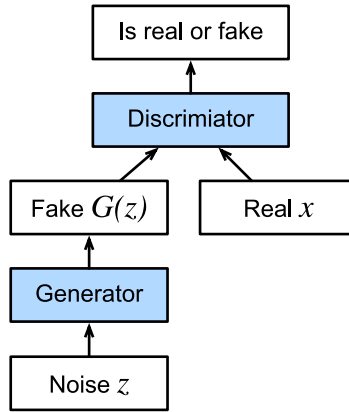 Is real or fake
Discrimiator
Fake G(z)
Real x
Generator
Noise z